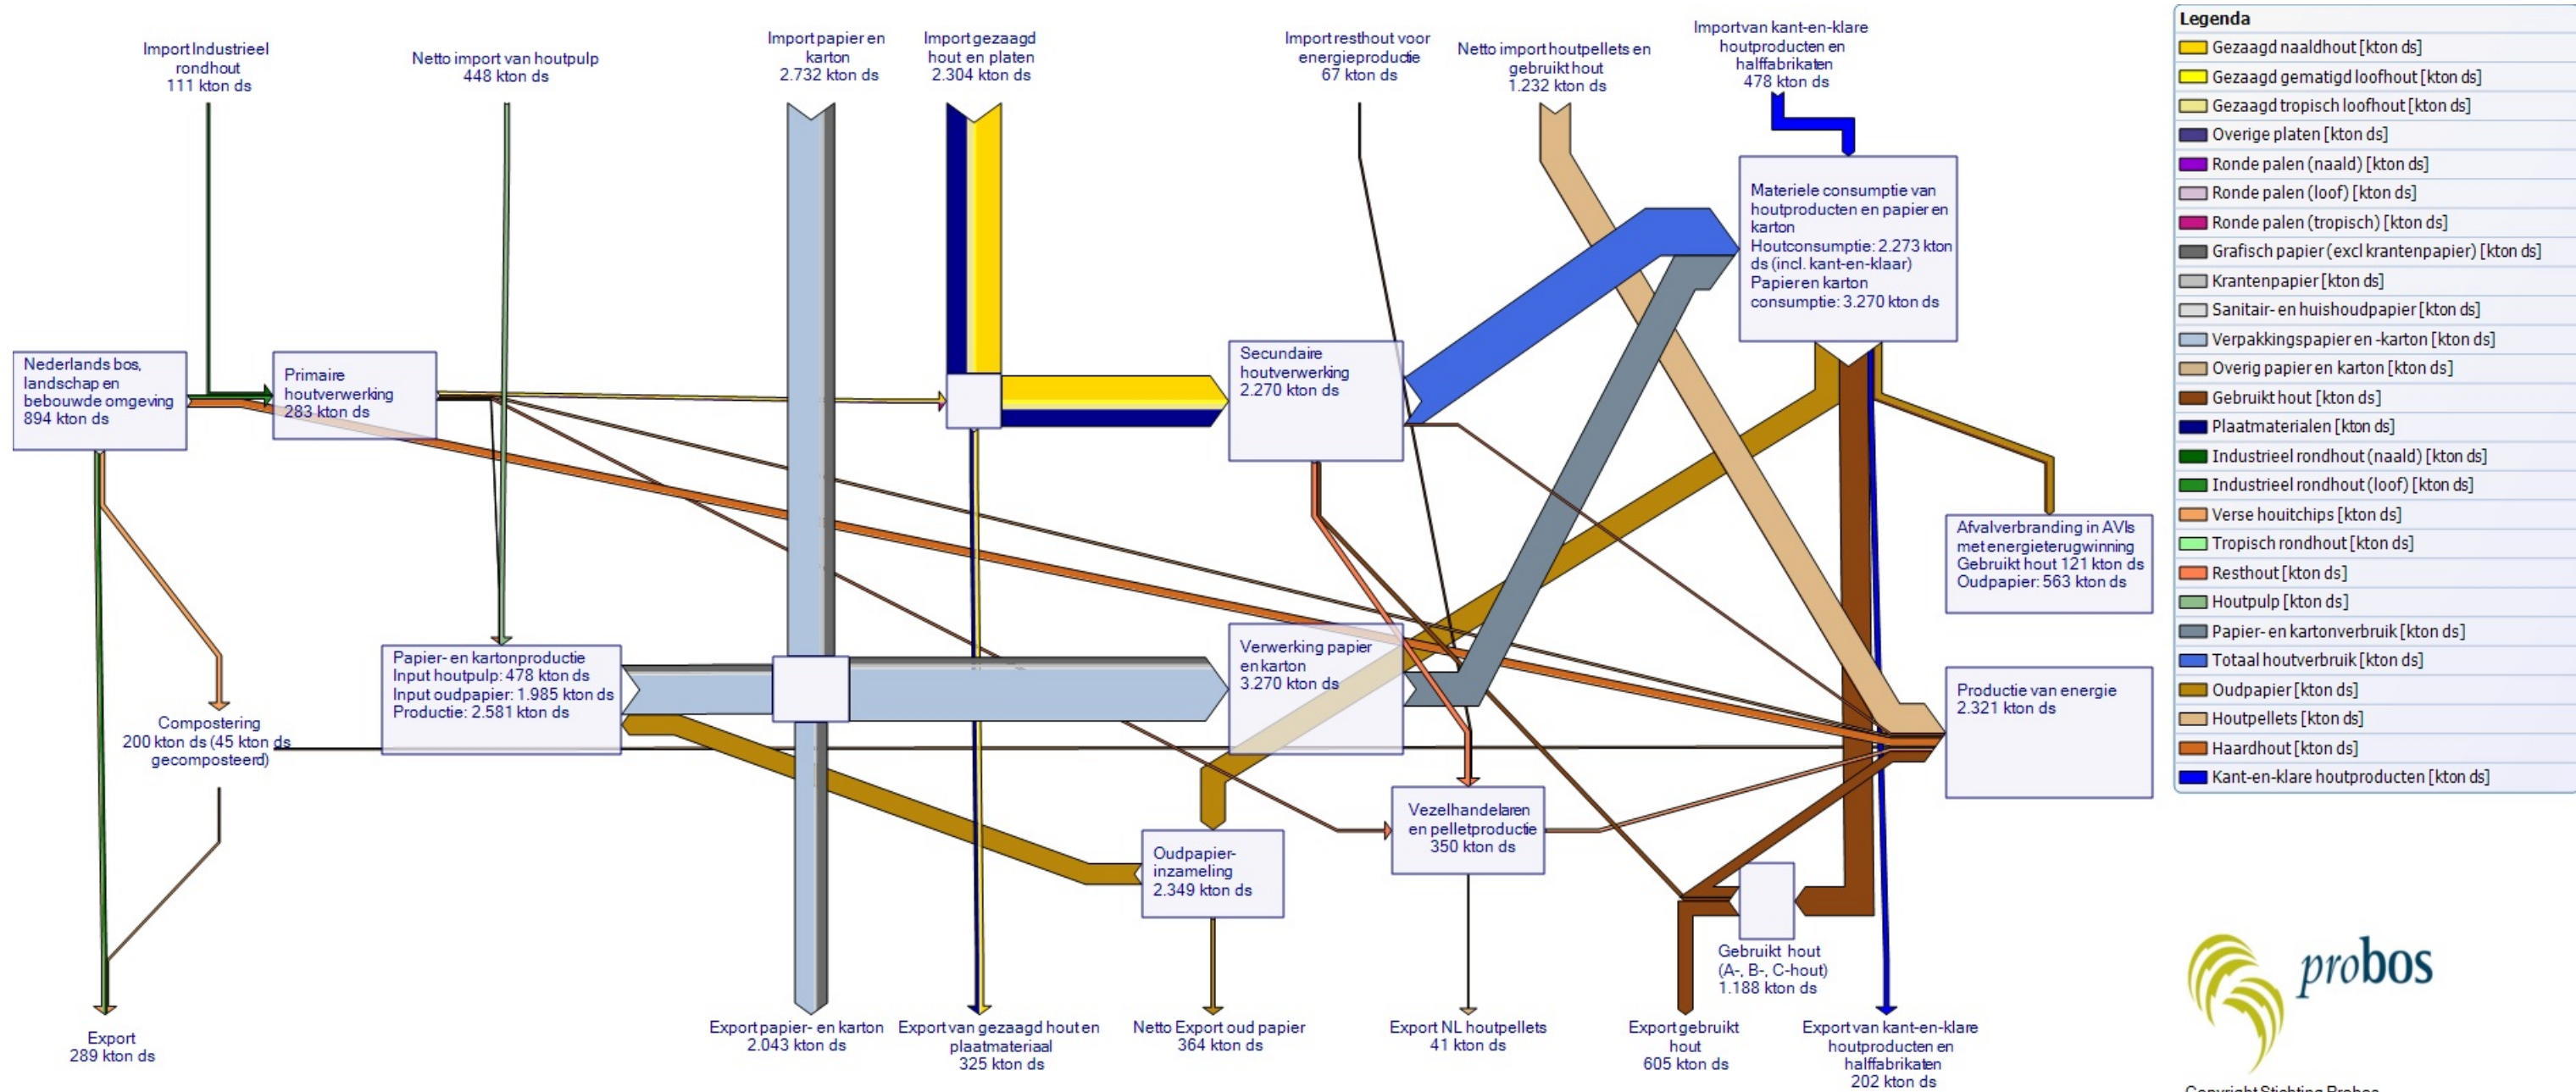 Import Industrieel
rondhout
111 kton ds
Netto import van houtpulp
448 kton ds
Import papier en
karton
2.732 kton ds
Import gezaagd
hout en platen
2.304 kton ds
Import resthout voor
energieproductie
67 kton ds
Netto import houtpellets en
gebruikt hout
1.232 kton ds
Import van kant-en-klare
houtproducten en
halffabrikaten
478 kton ds
Materiele consumptie van
houtproducten en papier en
karton
Houtconsumptie: 2.273 kton
ds (incl. kant-en-klaar)
Papier en karton
consumptie: 3.270 kton ds
Nederlands bos,
landschap en
bebouwde omgeving
894 kton ds
Primaire
houtverwerking
283 kton ds
Secundaire
houtverwerking
2.270 kton ds
Afvalverbranding in AVIs
met energieterugwinning
Gebruikt hout 121 kton ds
Oudpapier: 563 kton ds
Papier- en kartonproductie
Input houtpulp: 478 kton ds
Input oudpapier: 1.985 kton ds
Productie: 2.581 kton ds
Verwerking papier
en karton
3.270 kton ds
Productie van energie
2.321 kton ds
Compostering
200 kton ds (45 kton ds
gecomposteerd)
Vezelhandelaren
en pelletproductie
350 kton ds
Oudpapier-
inzameling
2.349 kton ds
Gebruikt hout
(A-, B-, C-hout)
1.188 kton ds
Export
289 kton ds
Export papier- en karton
2.043 kton ds
Export van gezaagd hout en
plaatmateriaal
325 kton ds
Netto Export oud papier
364 kton ds
Export NL houtpellets
41 kton ds
Export gebruikt
hout
605 kton ds
Export van kant-en-klare
houtproducten en
halffabrikaten
202 kton ds
Legenda
Gezaagd naaldhout [kton ds]
Gezaagd gematigd loofhout [kton ds]
Gezaagd tropisch loofhout [kton ds]
Overige platen [kton ds]
Ronde palen (naald) [kton ds]
Ronde palen (loof) [kton ds]
Ronde palen (tropisch) [kton ds]
Grafisch papier (excl krantenpapier) [kton ds]
Krantenpapier [kton ds]
Sanitair- en huishoudpapier [kton ds]
Verpakkingspapier en -karton [kton ds]
Overig papier en karton [kton ds]
Gebruikt hout [kton ds]
Plaatmaterialen [kton ds]
Industrieel rondhout (naald) [kton ds]
Industrieel rondhout (loof) [kton ds]
Verse houitchips [kton ds]
Tropisch rondhout [kton ds]
Resthout [kton ds]
Houtpulp [kton ds]
Papier- en kartonverbruik [kton ds]
Totaal houtverbruik [kton ds]
Oudpapier [kton ds]
Houtpellets [kton ds]
Haardhout [kton ds]
Kant-en-klare houtproducten [kton ds]
probos
Copyright Stichting Probos